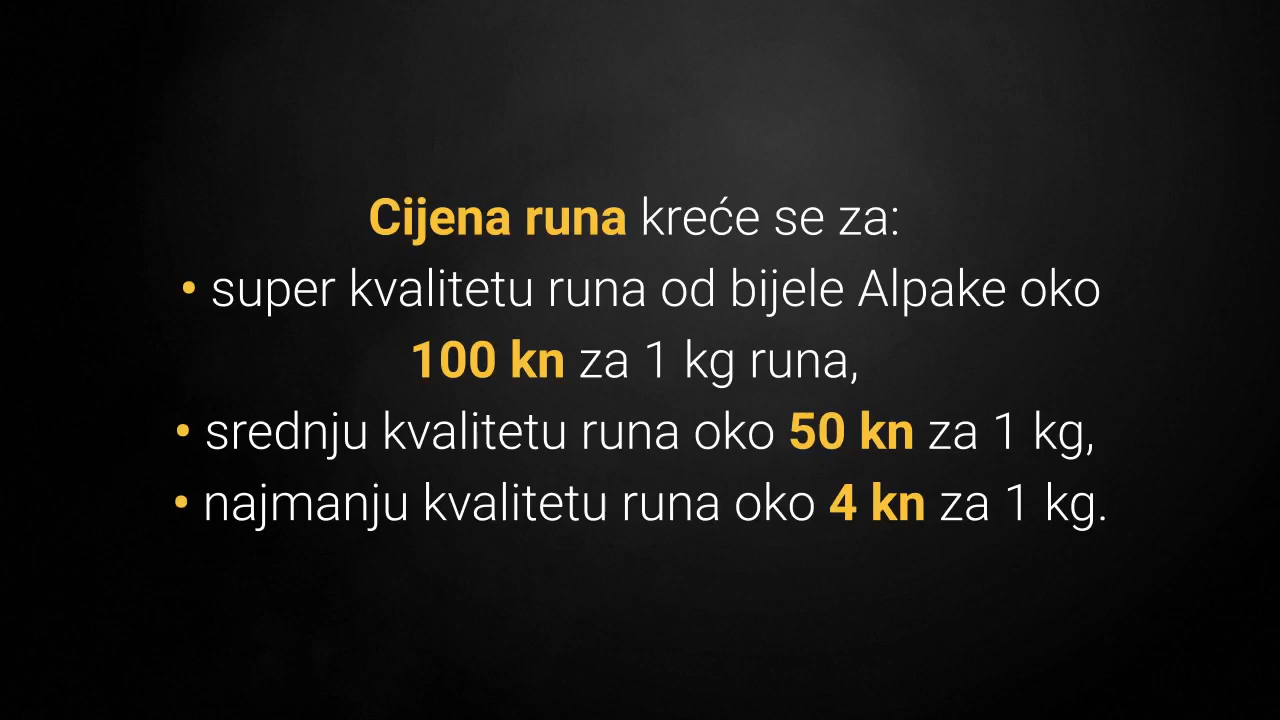 Cijena runa kreće se za:
• super kvalitetu runa od bijele Alpake oko
100 kn za 1 kg runa,
• srednju kvalitetu runa oko 50 kn za 1 kg,
• najmanju kvalitetu runa oko 4 kn za 1 kg.